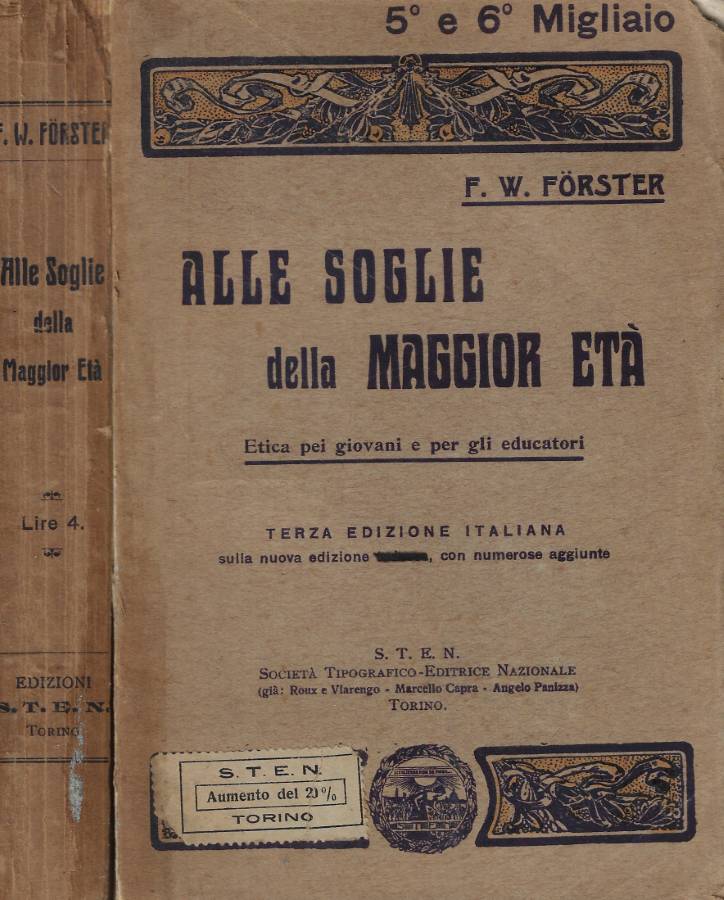 F. W. FÖRSTER
Alle Soglie
della
Maggior Età
Lire 4.
EDIZIONI
S. T. E. N.
TORINO
5º e 6º Migliaio
F. W. FÖRSTER
ALLE SOGLIE
della MAGGIOR ETÀ
Etica pei giovani e per gli educatori
TERZA EDIZIONE ITALIANA
sulla nuova edizione , con numerose aggiunte
S. T. E. N.
SOCIETÀ TIPOGRAFICO-EDITRICE NAZIONALE
(già: Roux e Viarengo - Marcello Capra - Angelo Panizza)
TORINO.
S. T. E. N.
Aumento del 20%
TORINO